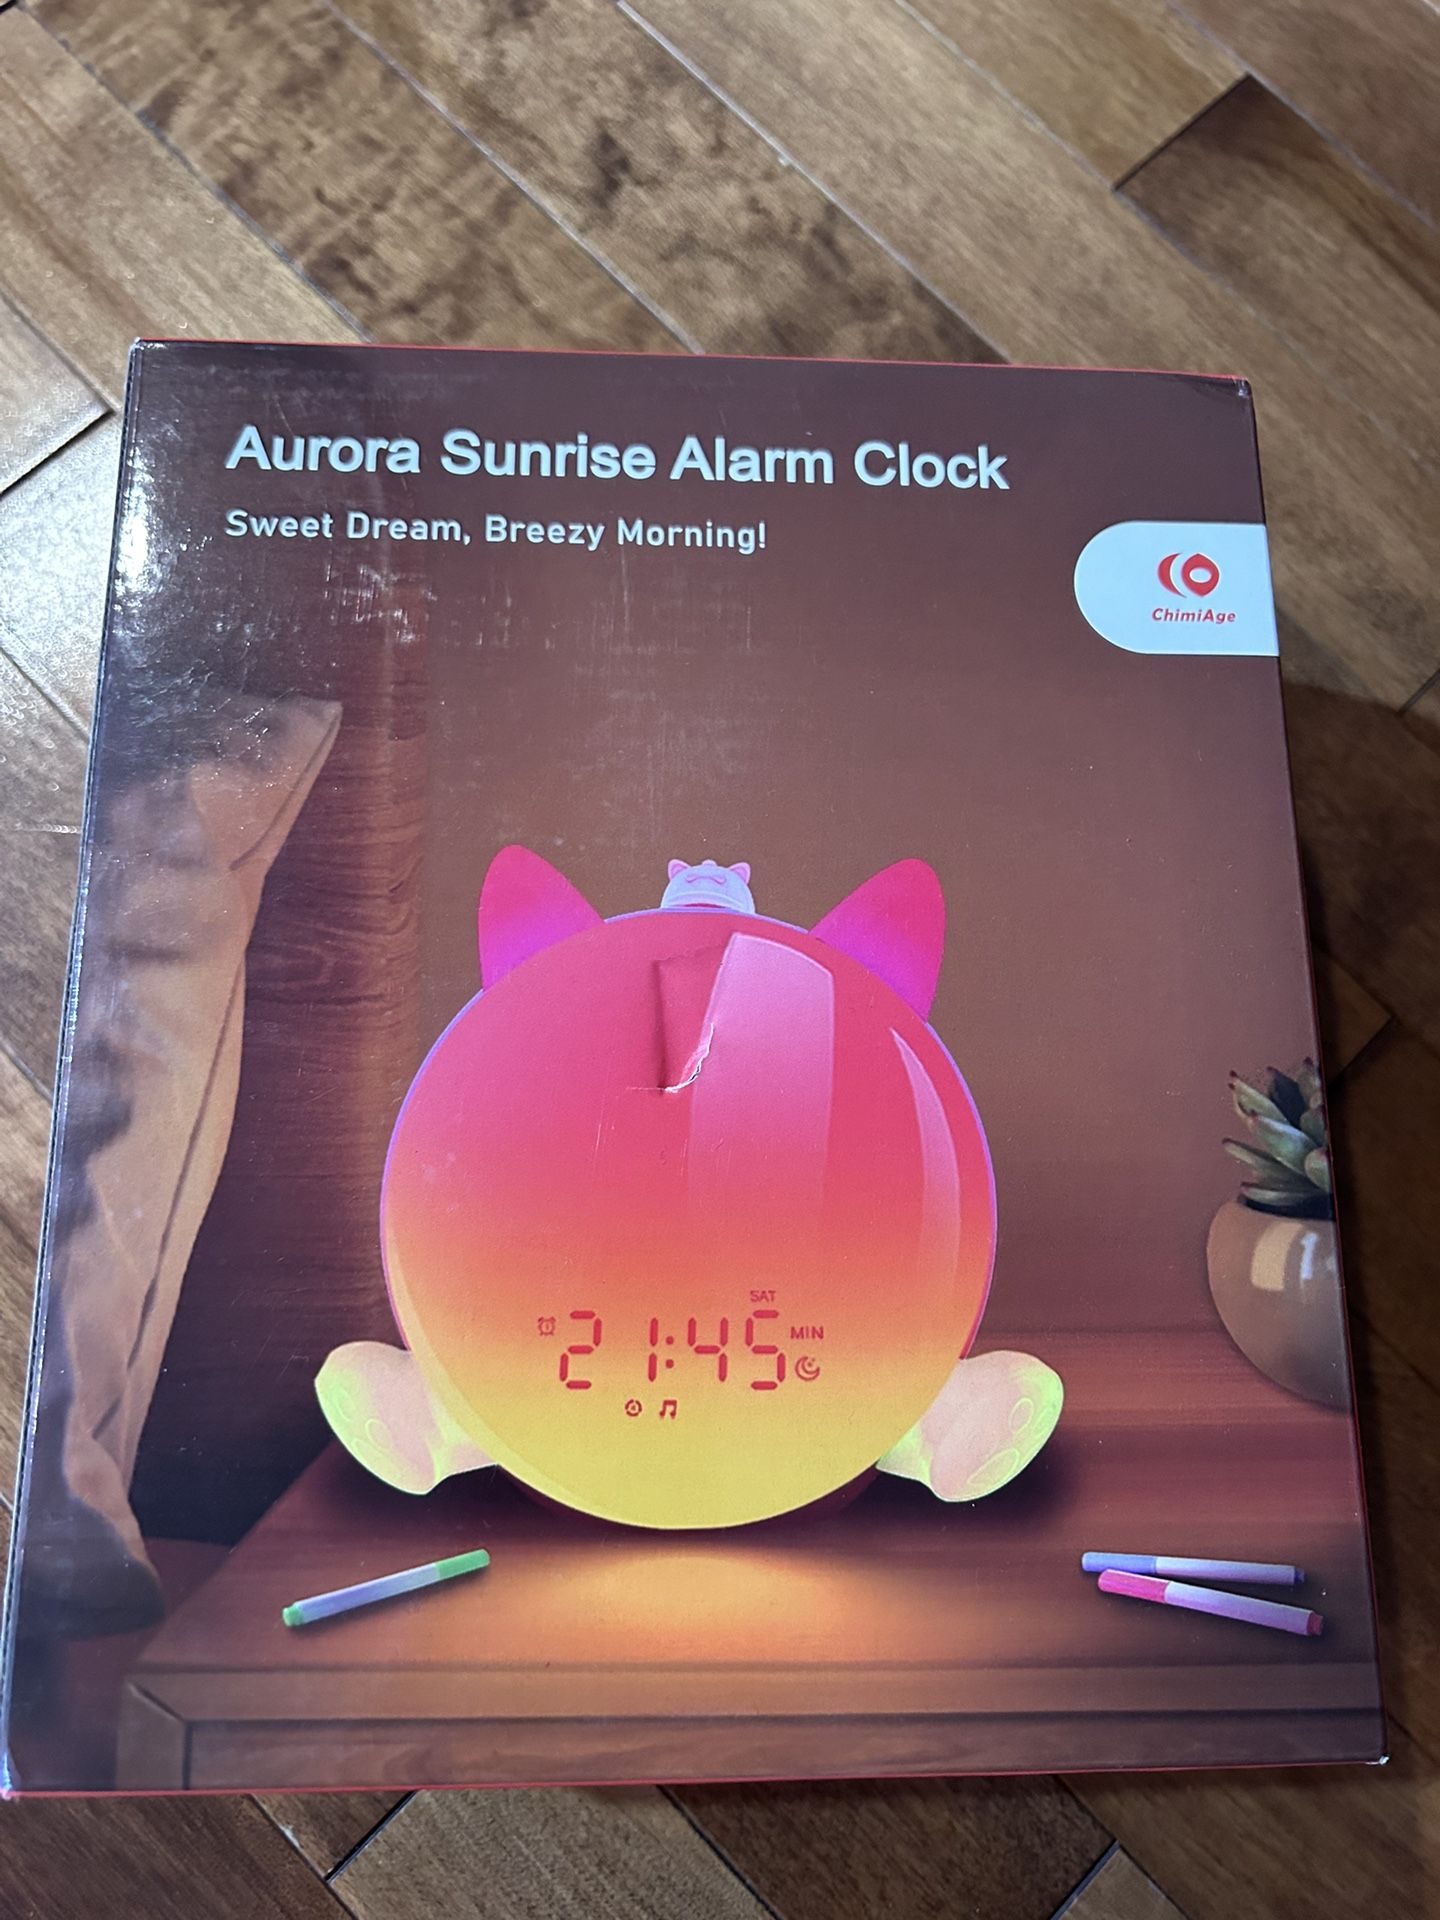 Aurora Sunrise Alarm Clock
Sweet Dream, Breezy Morning!
ChimiAge
SAT
21:45 MIN